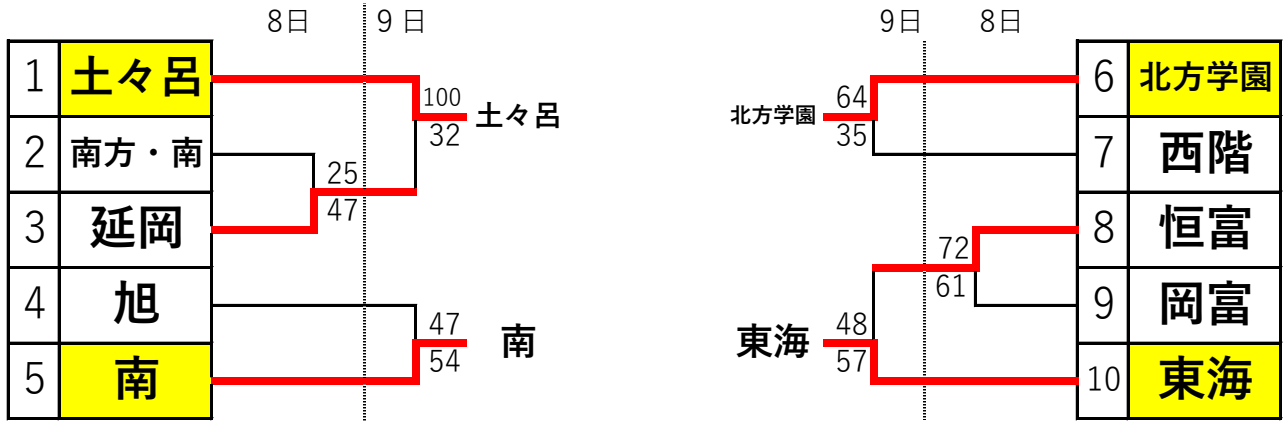 8日 9日 9日 8日
1 土々呂
2 南方・南
3 延岡
4 旭
5 南
25
47
100
32
土々呂
47
54
南
北方学園
64
35
東海
48
57
72
61
6 北方学園
7 西階
8 恒富
9 岡富
10 東海